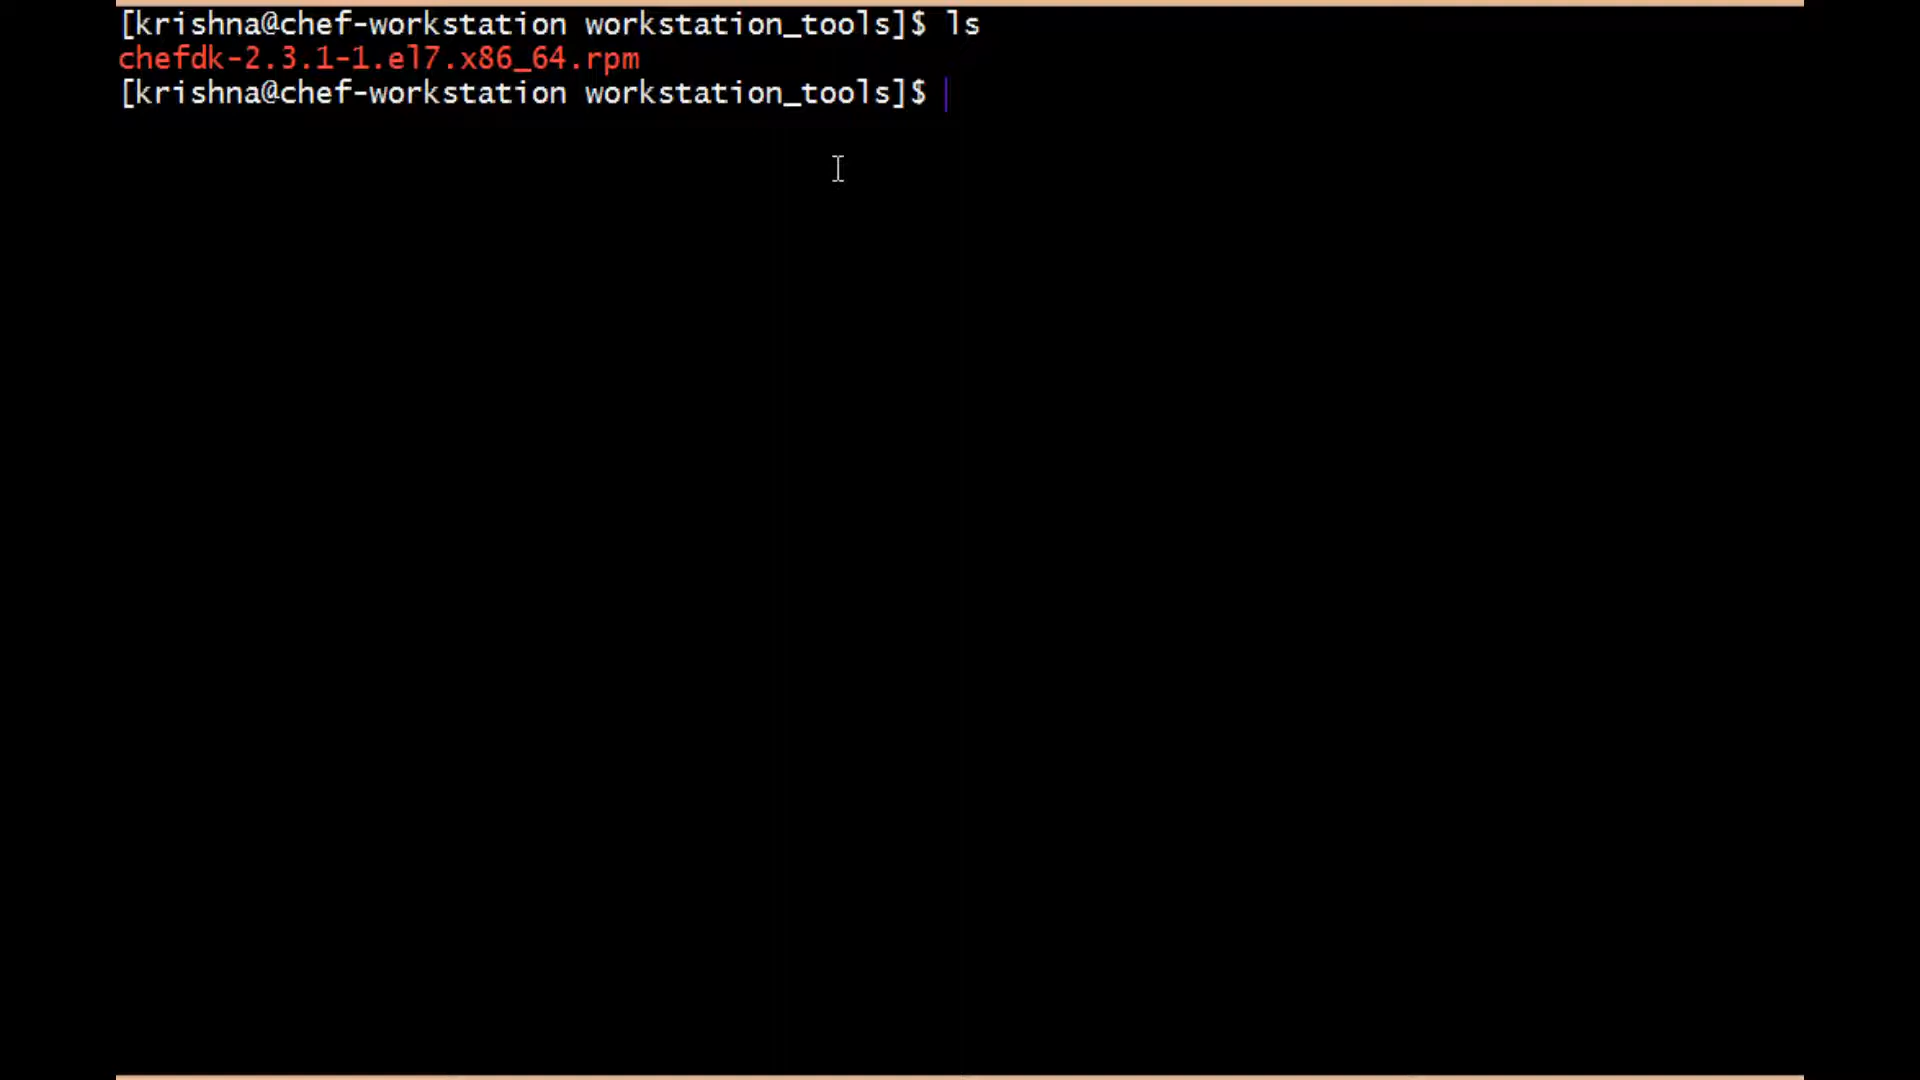 [krishna@chef-workstation workstation_tools]$ ls
chefdk-2.3.1-1.el7.x86_64.rpm
[krishna@chef-workstation workstation_tools]$